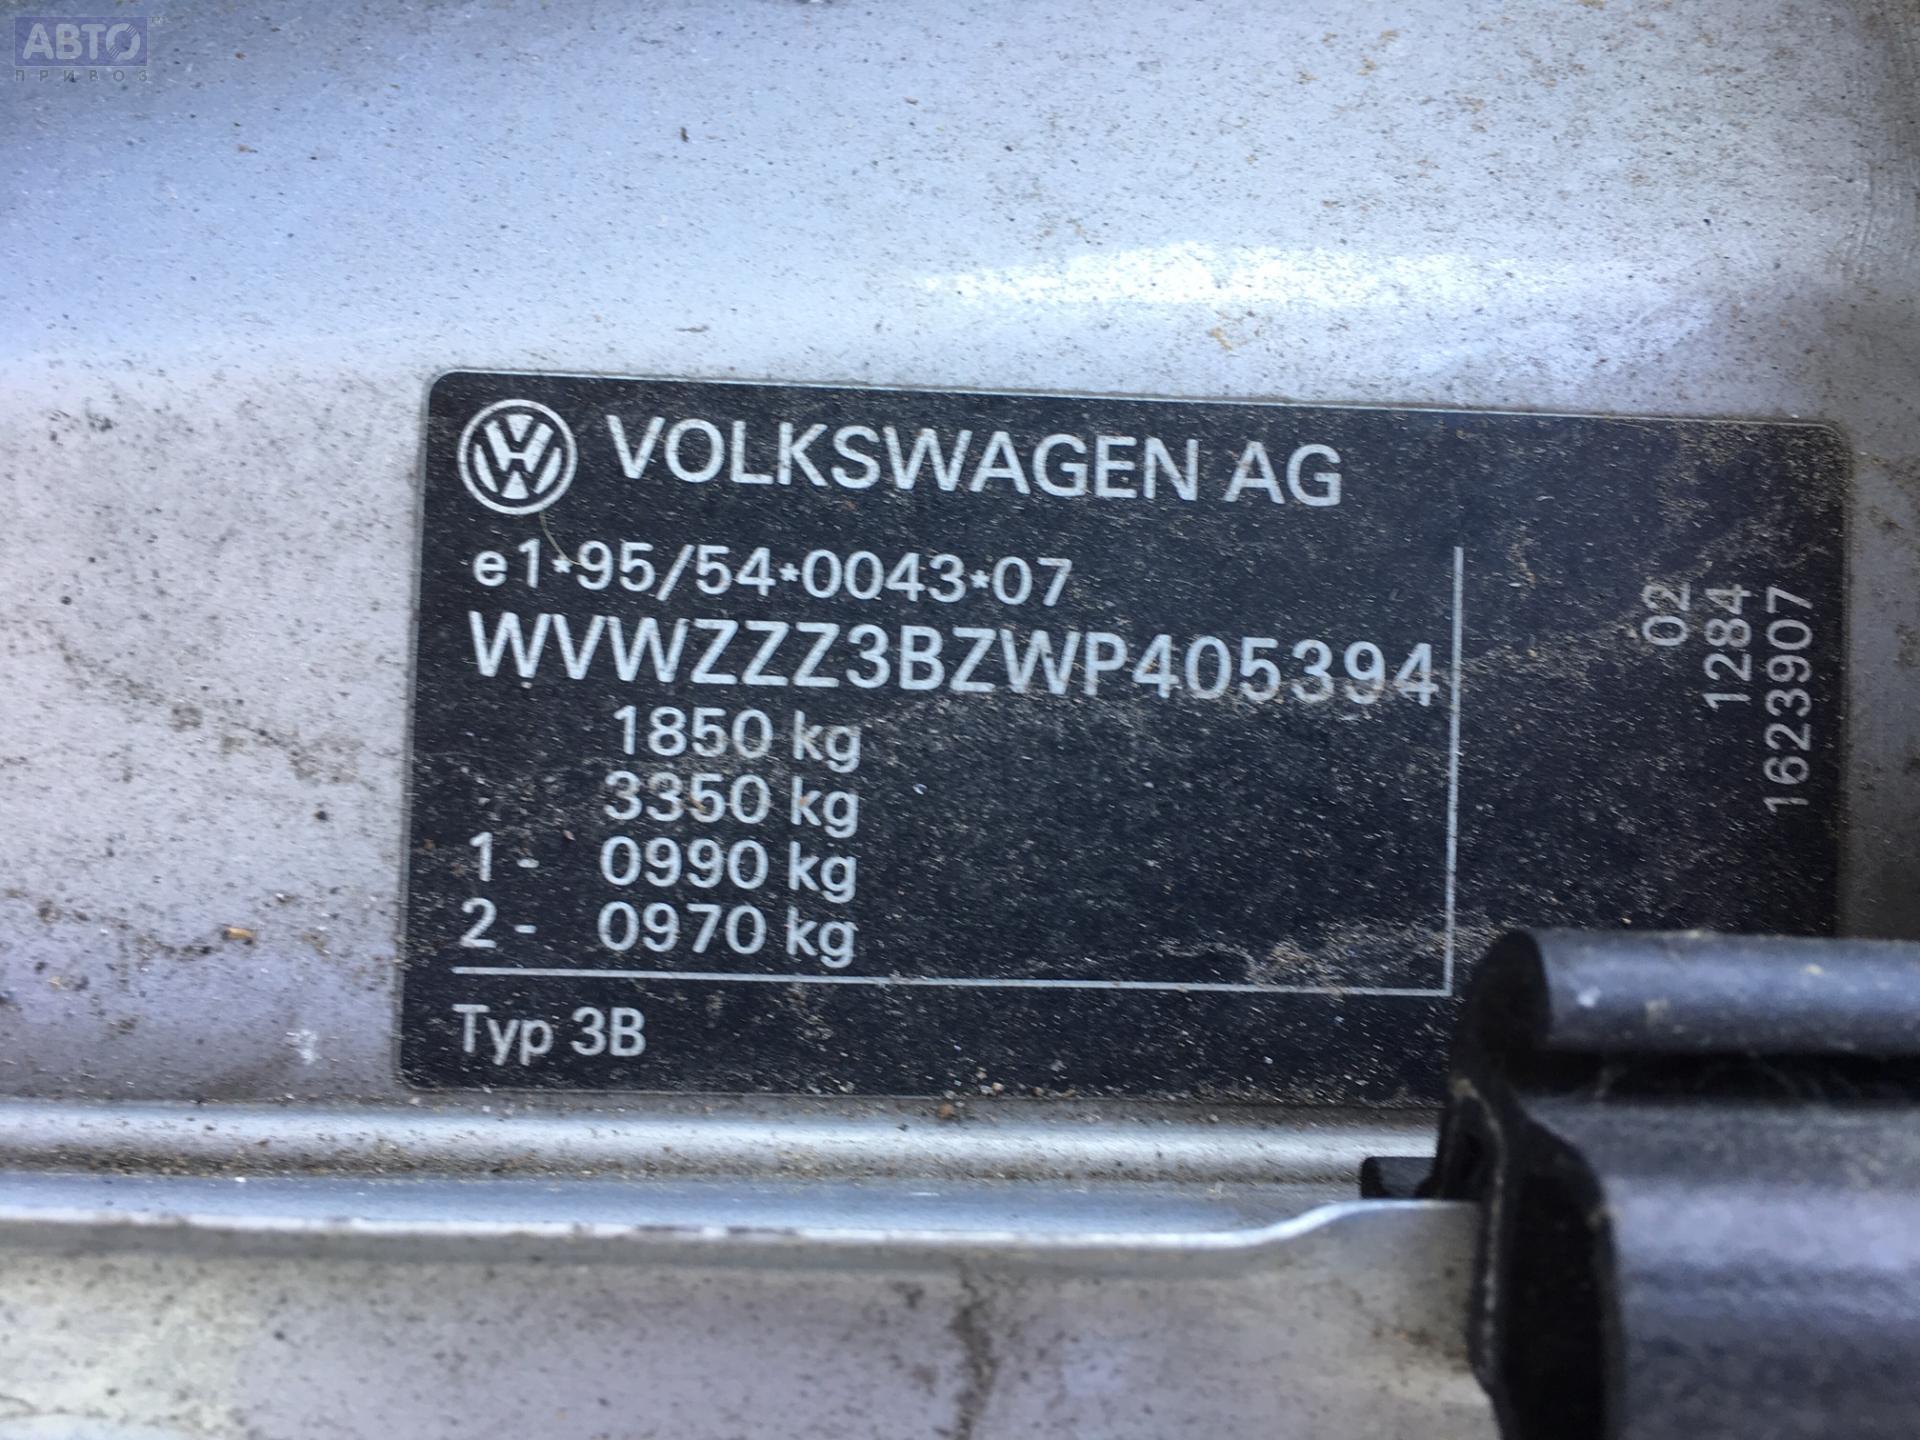 АВТО
ПРИВОЗ
VOLKSWAGEN AG
e1*95/54*0043*07
WVWZZZ3BZWP405394
1850 kg
3350 kg
1 - 0990 kg
2 - 0970 kg
Typ 3B
02
1284
1623907